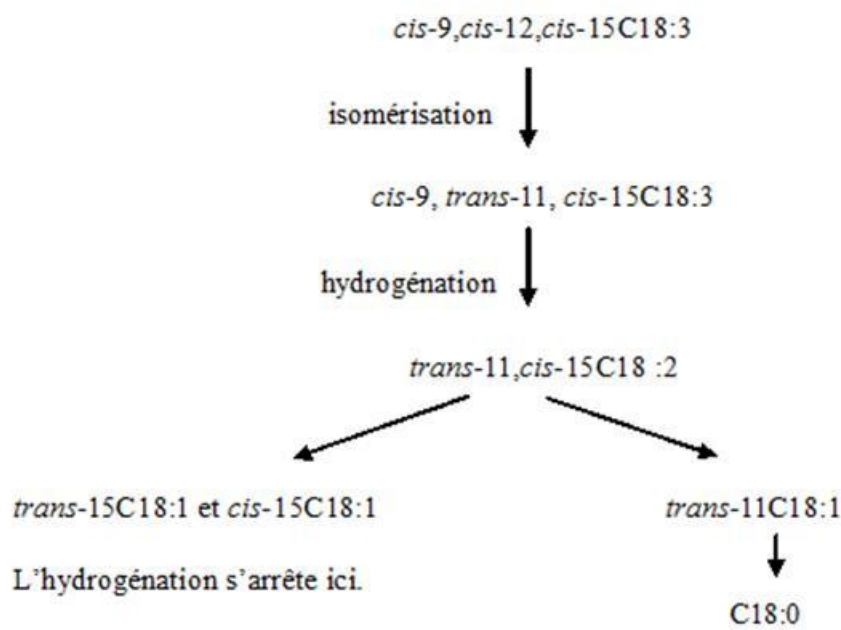 cis-9,cis-12,cis-15C18:3
isomérisation
cis-9, trans-11, cis-15C18:3
hydrogénation
trans-11,cis-15C18 :2
trans-15C18:1 et cis-15C18:1
trans-11C18:1
L’hydrogénation s’arrête ici.
C18:0